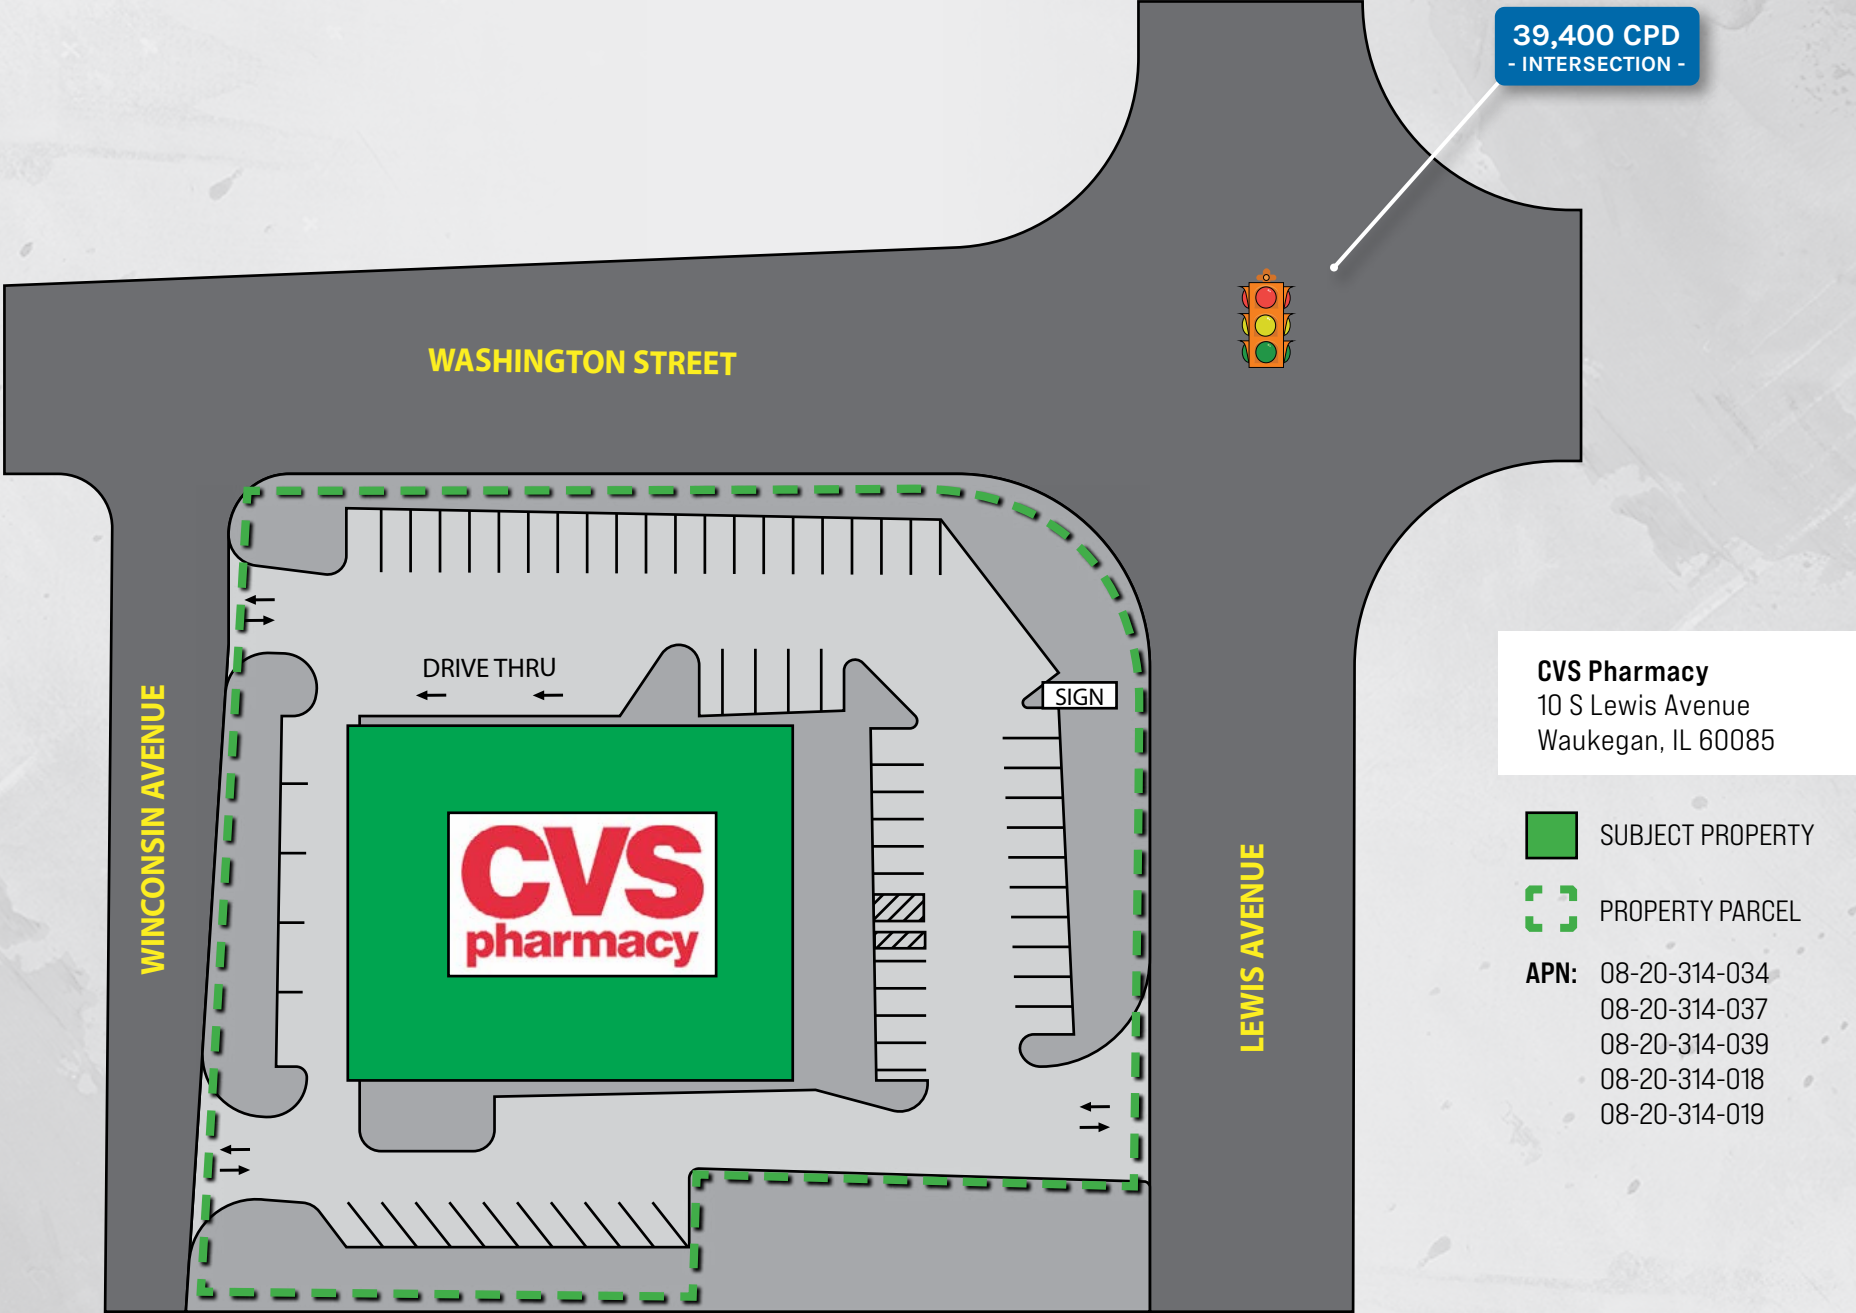 39,400 CPD
- INTERSECTION -
WASHINGTON STREET
WINCONSIN AVENUE
DRIVE THRU
SIGN
CVS
pharmacy
LEWIS AVENUE
CVS Pharmacy
10 S Lewis Avenue
Waukegan, IL 60085
SUBJECT PROPERTY
PROPERTY PARCEL
APN: 08-20-314-034
08-20-314-037
08-20-314-039
08-20-314-018
08-20-314-019